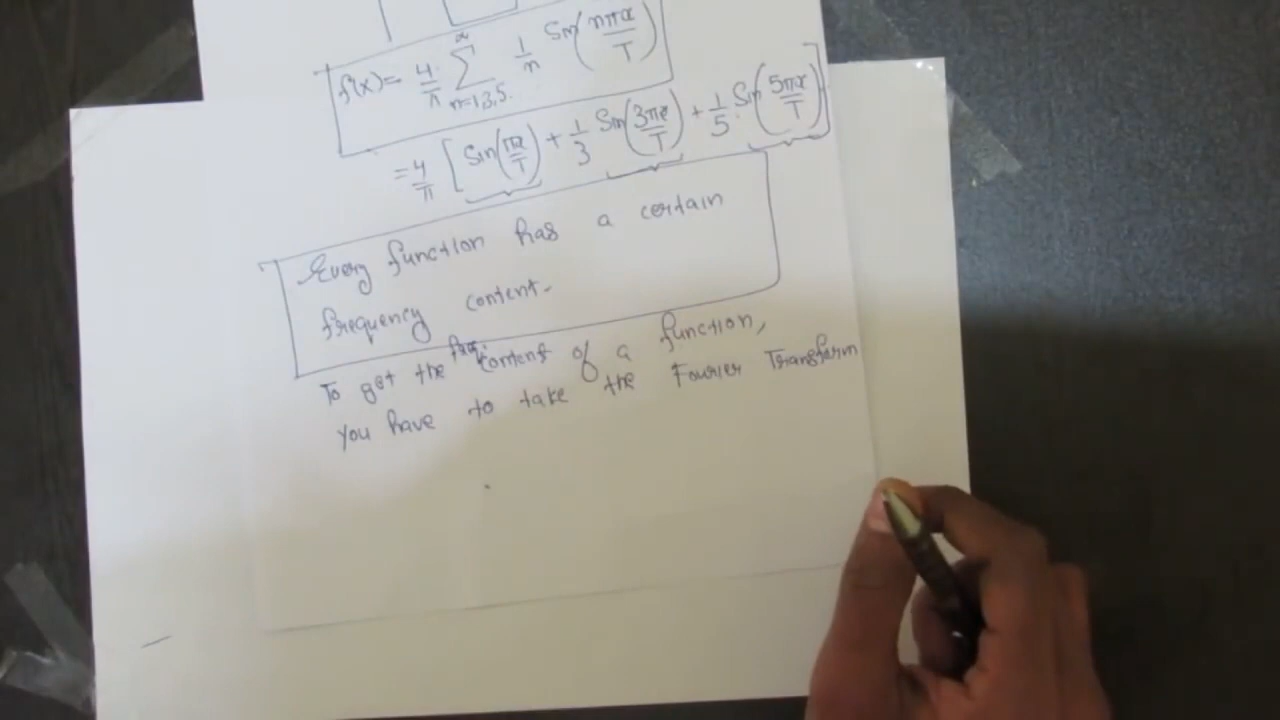 f(x) = 4/π ∑ n=1,3,5.. ∞ 1/n Sin(nπx/T)
= 4/π [Sin(πx/T) + 1/3 Sin(3πx/T) + 1/5 Sin(5πx/T)]
Every function has a certain
frequency content.
To get the freq. content of a function,
you have to take the Fourier Transform